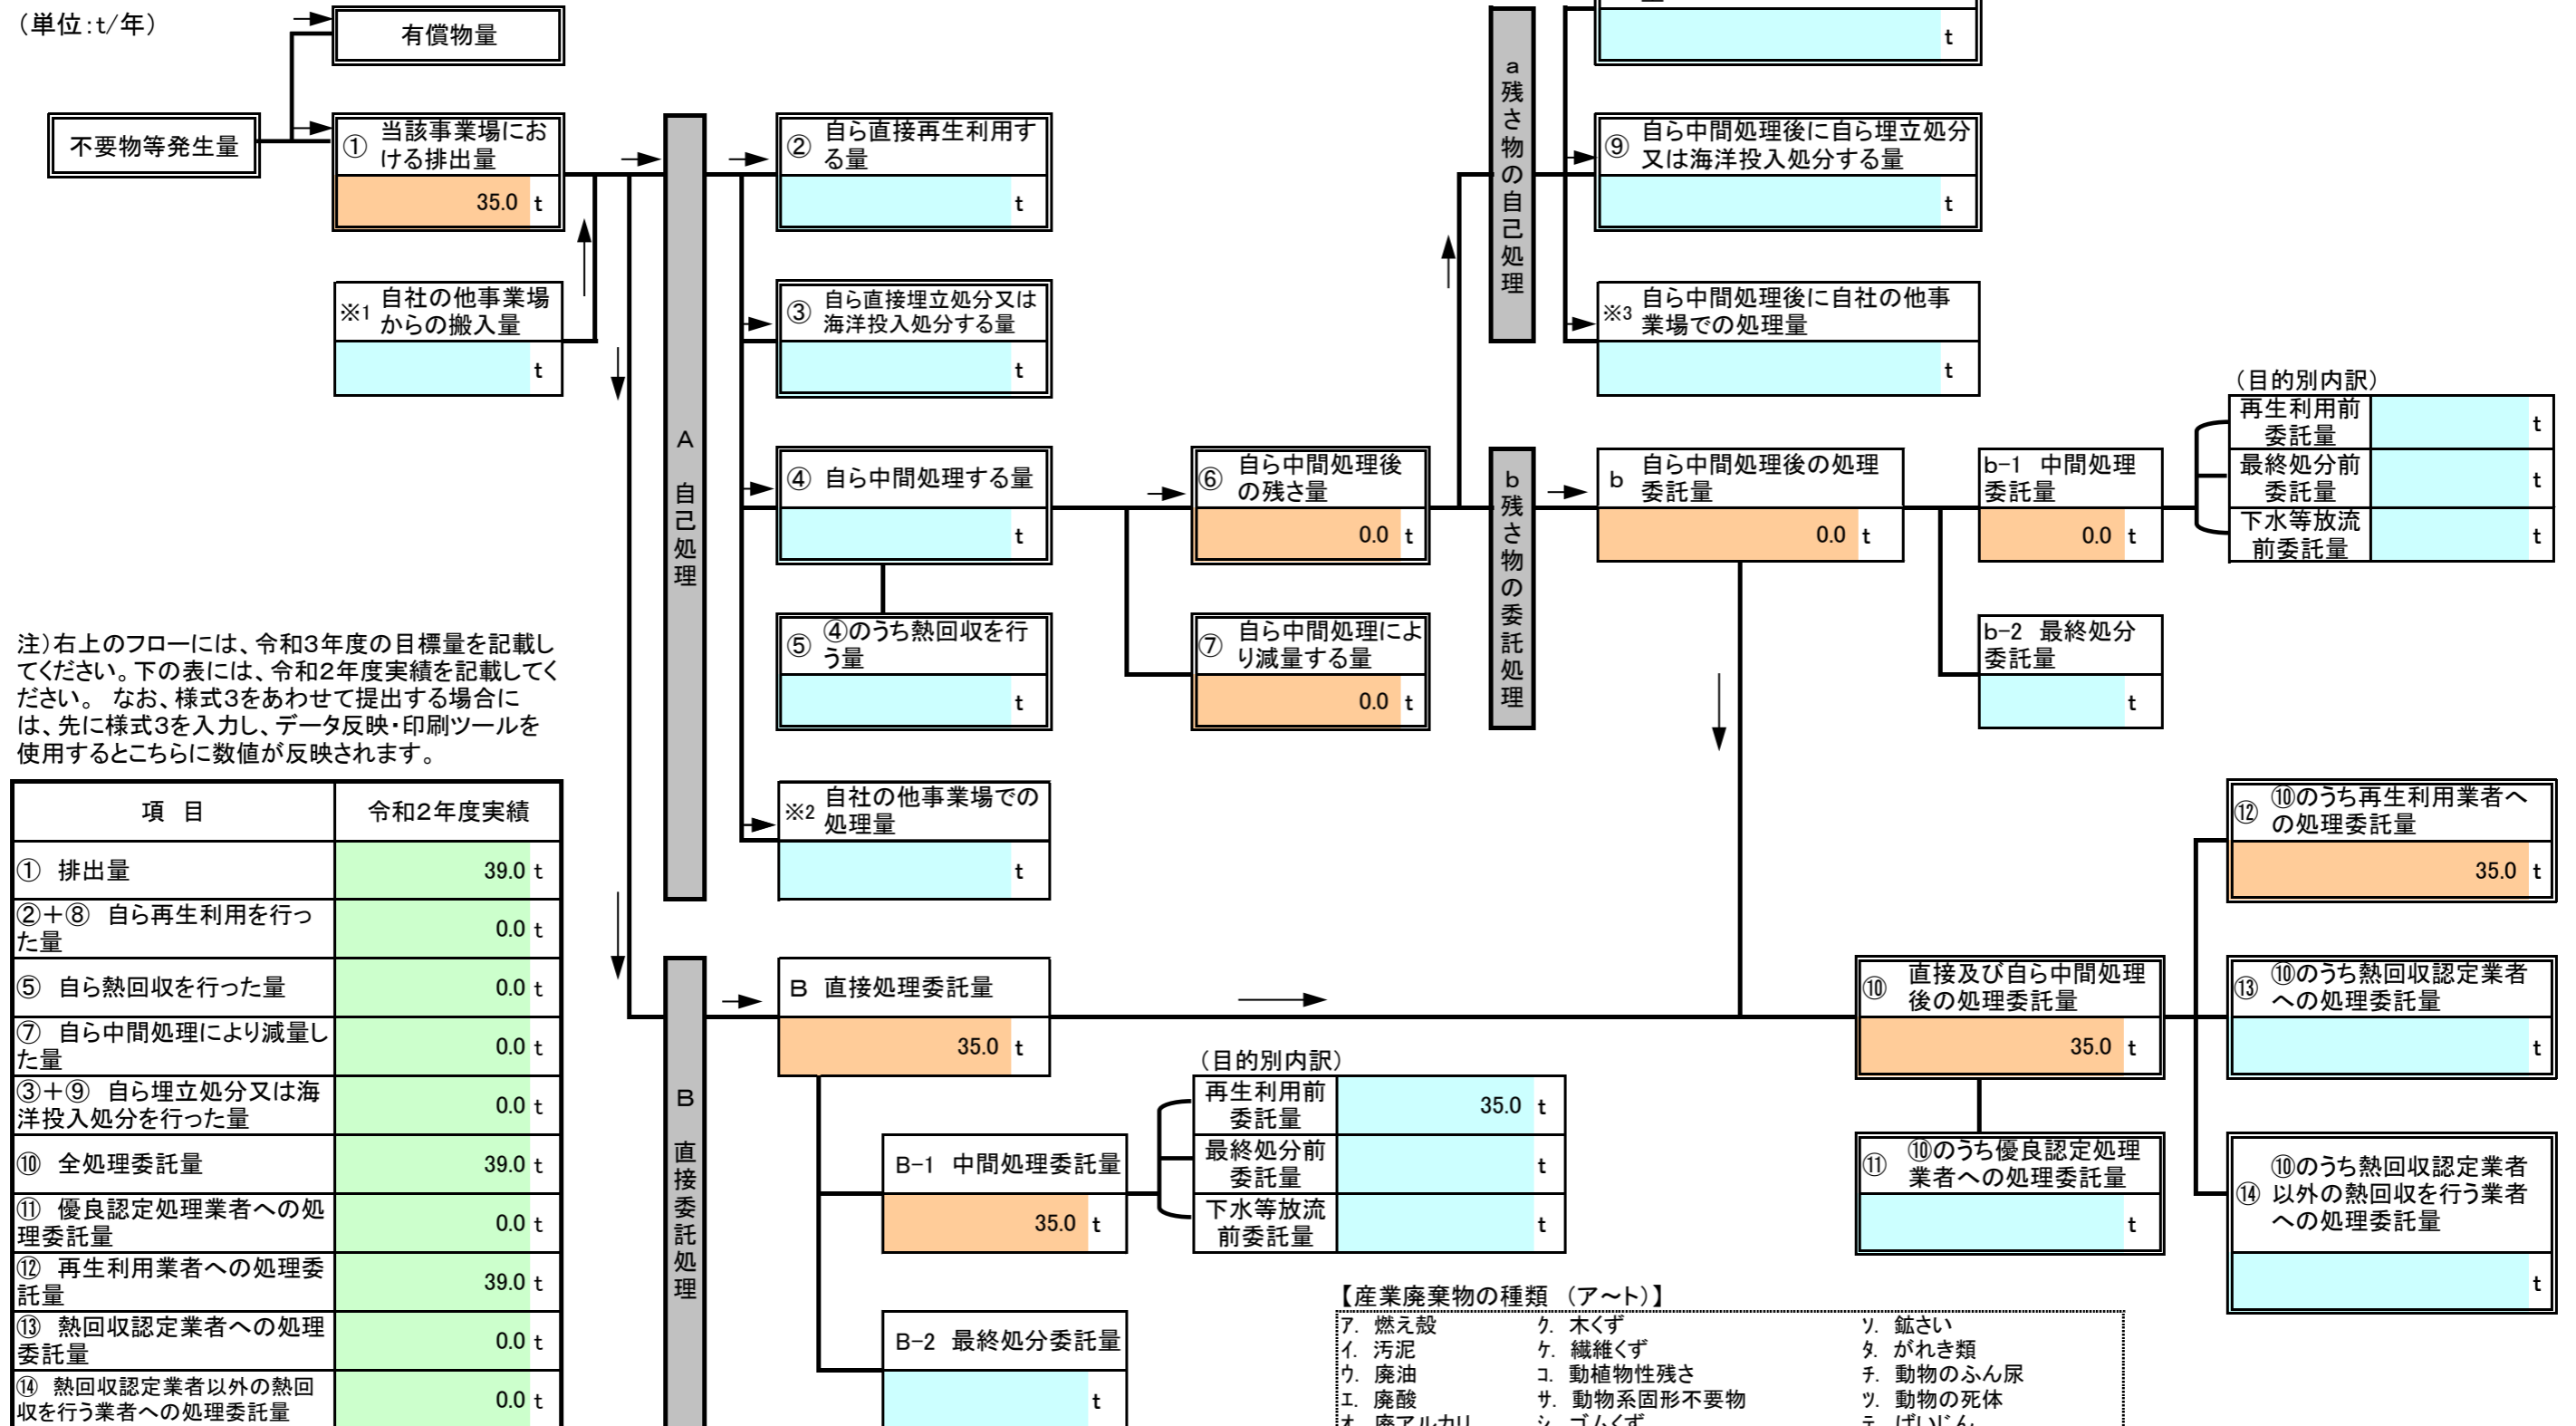 （単位：t/年）
有償物量
不要物等発生量
① 当該事業場にお
ける排出量
35.0 t
※1 自社の他事業場
からの搬入量
t
A 自己処理
② 自ら直接再生利用す
る量
t
③ 自ら直接埋立処分又は
海洋投入処分する量
t
④ 自ら中間処理する量
t
⑤ ④のうち熱回収を行
う量
t
※2 自社の他事業場での
処理量
t
⑥ 自ら中間処理後
の残さ量
0.0 t
⑦ 自ら中間処理によ
り減量する量
0.0 t
a 残さ物の自己処理
t
⑨ 自ら中間処理後に自ら埋立処分
又は海洋投入処分する量
t
※3 自ら中間処理後に自社の他事
業場での処理量
t
b 残さ物の委託処理
b 自ら中間処理後の処理
委託量
0.0 t
b-1 中間処理
委託量
0.0 t
b-2 最終処分
委託量
t
（目的別内訳）
再生利用前
委託量
t
最終処分前
委託量
t
下水等放流
前委託量
t
注）右上のフローには、令和３年度の目標量を記載し
てください。下の表には、令和２年度実績を記載してく
ださい。 なお、様式３をあわせて提出する場合に
は、先に様式３を入力し、データ反映・印刷ツールを
使用するとこちらに数値が反映されます。
項 目 令和２年度実績
① 排出量 39.0 t
②＋⑧ 自ら再生利用を行っ
た量 0.0 t
⑤ 自ら熱回収を行った量 0.0 t
⑦ 自ら中間処理により減量し
た量 0.0 t
③＋⑨ 自ら埋立処分又は海
洋投入処分を行った量 0.0 t
⑩ 全処理委託量 39.0 t
⑪ 優良認定処理業者への処
理委託量 0.0 t
⑫ 再生利用業者への処理委
託量 39.0 t
⑬ 熱回収認定業者への処理
委託量 0.0 t
⑭ 熱回収認定業者以外の熱回
収を行う業者への処理委託量 0.0 t
B 直接委託処理
B 直接処理委託量
35.0 t
B-1 中間処理委託量
35.0 t
B-2 最終処分委託量
t
（目的別内訳）
再生利用前
委託量
35.0 t
最終処分前
委託量
t
下水等放流
前委託量
t
⑩ 直接及び自ら中間処理
後の処理委託量
35.0 t
⑪ ⑩のうち優良認定処理
業者への処理委託量
t
⑫ ⑩のうち再生利用業者へ
の処理委託量
35.0 t
⑬ ⑩のうち熱回収認定業者
への処理委託量
t
⑭ ⑩のうち熱回収認定業者
以外の熱回収を行う業者
への処理委託量
t
【産業廃棄物の種類 （ア～ト）】
ｱ. 燃え殻 ｸ. 木くず ｿ. 鉱さい
ｲ. 汚泥 ｹ. 繊維くず ﾀ. がれき類
ｳ. 廃油 ｺ. 動植物性残さ ﾁ. 動物のふん尿
ｴ. 廃酸 ｻ. 動物系固形不要物 ﾂ. 動物の死体
ｵ. 廃アルカリ ｼ. ゴムくず ﾃ. ばいじん